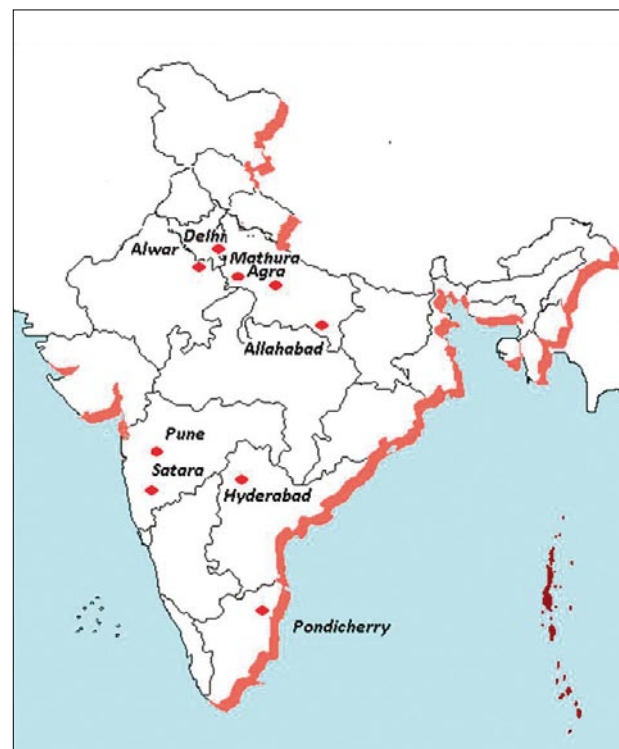 Delhi
Alwar
Mathura
Agra
Allahabad
Pune
Satara
Hyderabad
Pondicherry